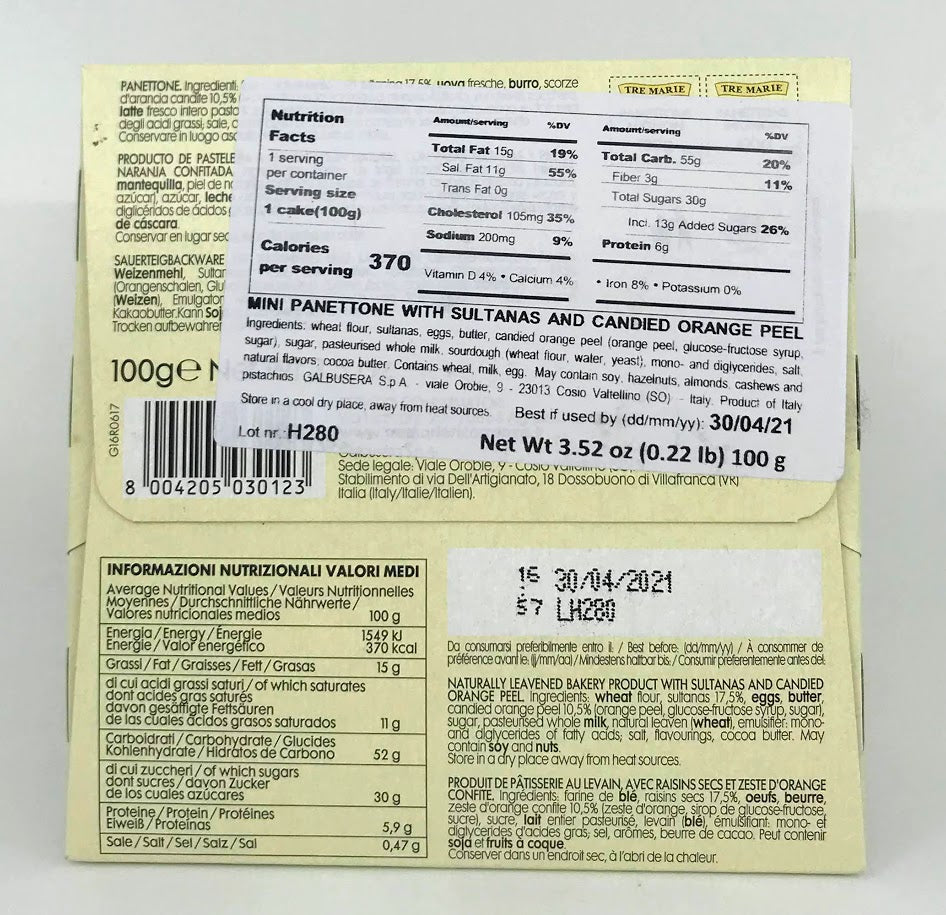 PANETTONE. Ingredienti:
17,5% uova fresche, burro, scorze
d'arancia candite 10,5%
latte fresco intero pasto
degli acidi grassi; sale,
Conservare in luogo
TRE MARIE
TRE MARIE
PRODUCTO DE PASTELE
NARANJA CONFITADA
mantequilla, piel de
azúcar), azúcar, leche
diglicéridos de ácidos
de cáscara.
Conservar en lugar sec
SAUERTEIGBACKWARE
Weizenmehl, Sultan
(Orangenschalen, Glu
(Weizen), Emulgator
Kakaobutter. Kann Soj
Trocken aufbewahren
100g e
Nutrition
Facts
1 serving
per container
Serving size
1 cake(100g)
Calories
per serving 370
Amount/serving %DV
Total Fat 15g 19%
Sat. Fat 11g 55%
Trans Fat 0g
Cholesterol 105mg 35%
Sodium 200mg 9%
Vitamin D 4% • Calcium 4%
Amount/serving %DV
Total Carb. 55g 20%
Fiber 3g 11%
Total Sugars 30g
Incl. 13g Added Sugars 26%
Protein 6g
• Iron 8% • Potassium 0%
MINI PANETTONE WITH SULTANAS AND CANDIED ORANGE PEEL
Ingredients: wheat flour, sultanas, eggs, butter, candied orange peel (orange peel, glucose-fructose syrup,
sugar), sugar, pasteurised whole milk, sourdough (wheat flour, water, yeast), mono- and diglycerides, salt,
natural flavors, cocoa butter. Contains wheat, milk, egg. May contain soy, hazelnuts, almonds, cashews and
pistachios. GALBUSERA S.p.A. - viale Orobie, 9 - 23013 Cosio Valtellino (SO) - Italy. Product of Italy
Store in a cool dry place, away from heat sources. Best if used by (dd/mm/yy): 30/04/21
Lot nr.: H280
Net Wt 3.52 oz (0.22 lb) 100 g
G16R0617
8 004205 030123
Sede legale: Viale Orobie, 9 -
Stabilimento di via Dell'Artigianato, 18 Dossobuono di Villafranca (VR)
Italia (Italy/Italie/Italien).
INFORMAZIONI NUTRIZIONALI VALORI MEDI
Average Nutritional Values / Valeurs Nutritionnelles
Moyennes / Durchschnittliche Nährwerte /
Valores nutricionales medios 100 g
Energia / Energy / Énergie 1549 kJ
Energie / Valor energético 370 kcal
Grassi / Fat / Graisses / Fett / Grasas 15 g
di cui acidi grassi saturi / of which saturates
dont acides gras saturés
davon gesättigte Fettsäuren
de las cuales ácidos grasos saturados 11 g
Carboidrati / Carbohydrate / Glucides
Kohlenhydrate / Hidratos de Carbono 52 g
di cui zuccheri / of which sugars
dont sucres / davon Zucker
de los cuales azúcares 30 g
Proteine / Protein / Protéines
Eiweiß / Proteínas 5,9 g
Sale / Salt / Sel / Salz / Sal 0,47 g
16 30/04/2021
:57 LH280
Da consumarsi preferibilmente entro il: / Best before: (dd/mm/yy) / À consommer de
préférence avant le: (jj/mm/aa) / Mindestens haltbar bis: / Consumir preferentemente antes del:
NATURALLY LEAVENED BAKERY PRODUCT WITH SULTANAS AND CANDIED
ORANGE PEEL. Ingredients: wheat flour, sultanas 17,5%, eggs, butter,
candied orange peel 10,5% (orange peel, glucose-fructose syrup, sugar),
sugar, pasteurised whole milk, natural leaven (wheat), emulsifier: mono-
and diglycerides of fatty acids; salt, flavourings, cocoa butter. May
contain soy and nuts.
Store in a dry place away from heat sources.
PRODUIT DE PÂTISSERIE AU LEVAIN, AVEC RAISINS SECS ET ZESTE D'ORANGE
CONFITE. Ingrédients: farine de blé, raisins secs 17,5%, oeufs, beurre,
zeste d'orange confite 10,5% (zeste d'orange, sirop de glucose-fructose,
sucre), sucre, lait entier pasteurisé, levain (blé), émulsifiant: mono- et
diglycérides d'acides gras; sel, arômes, beurre de cacao. Peut contenir
soja et fruits à coque.
Conserver dans un endroit sec, à l'abri de la chaleur.